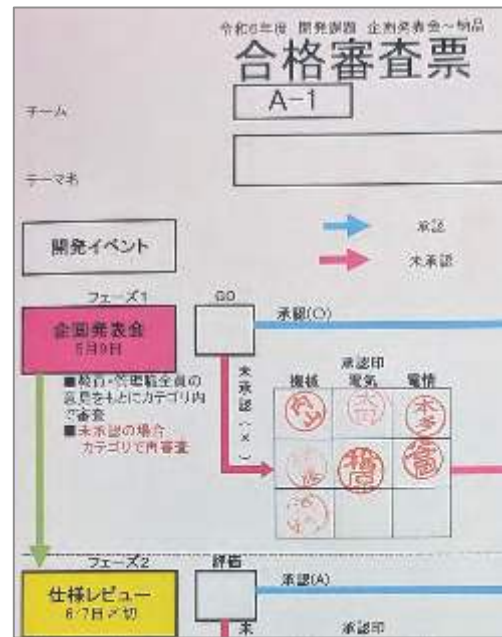 令和6年度 開発課題 企画発表会～納品
合格審査票
チーム
A-1
テーマ名
開発イベント
承認
未承認
フェーズ1
GO
承認(○)
企画発表会
5月9日
未承認(×)
承認印
機械 電気 電情
■教員・管理職全員の
意見をもとにカテゴリ内
で審査
■未承認の場合
カテゴリで再審査
本多
フェーズ2
評価
承認(A)
仕様レビュー
6/7日〆切
未
承認印